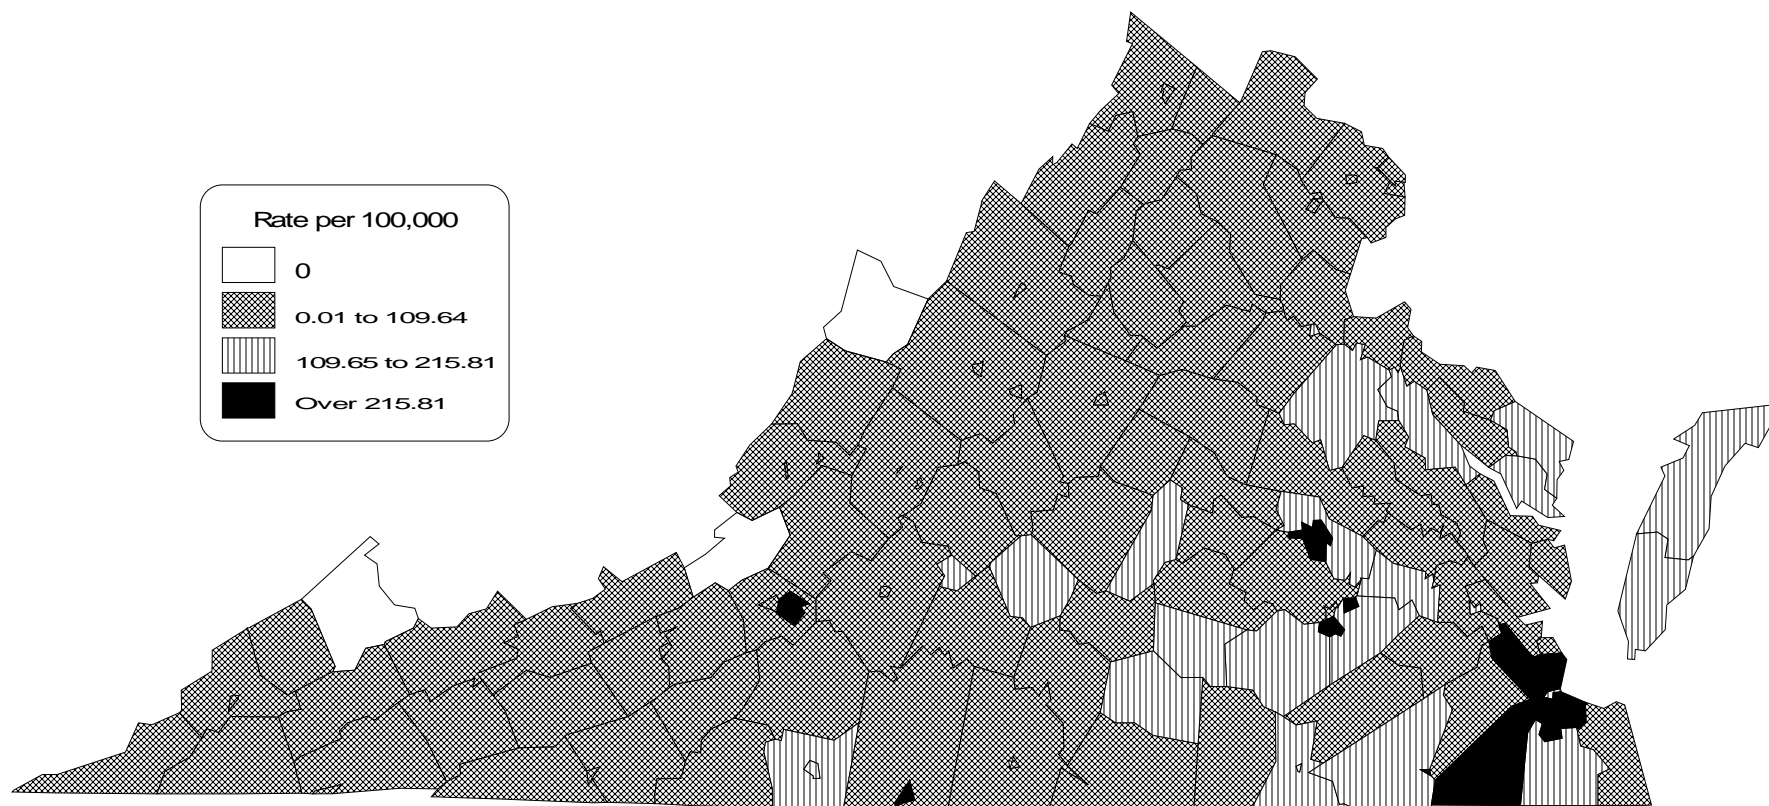 Rate per 100,000
0
0.01 to 109.64
109.65 to 215.81
Over 215.81